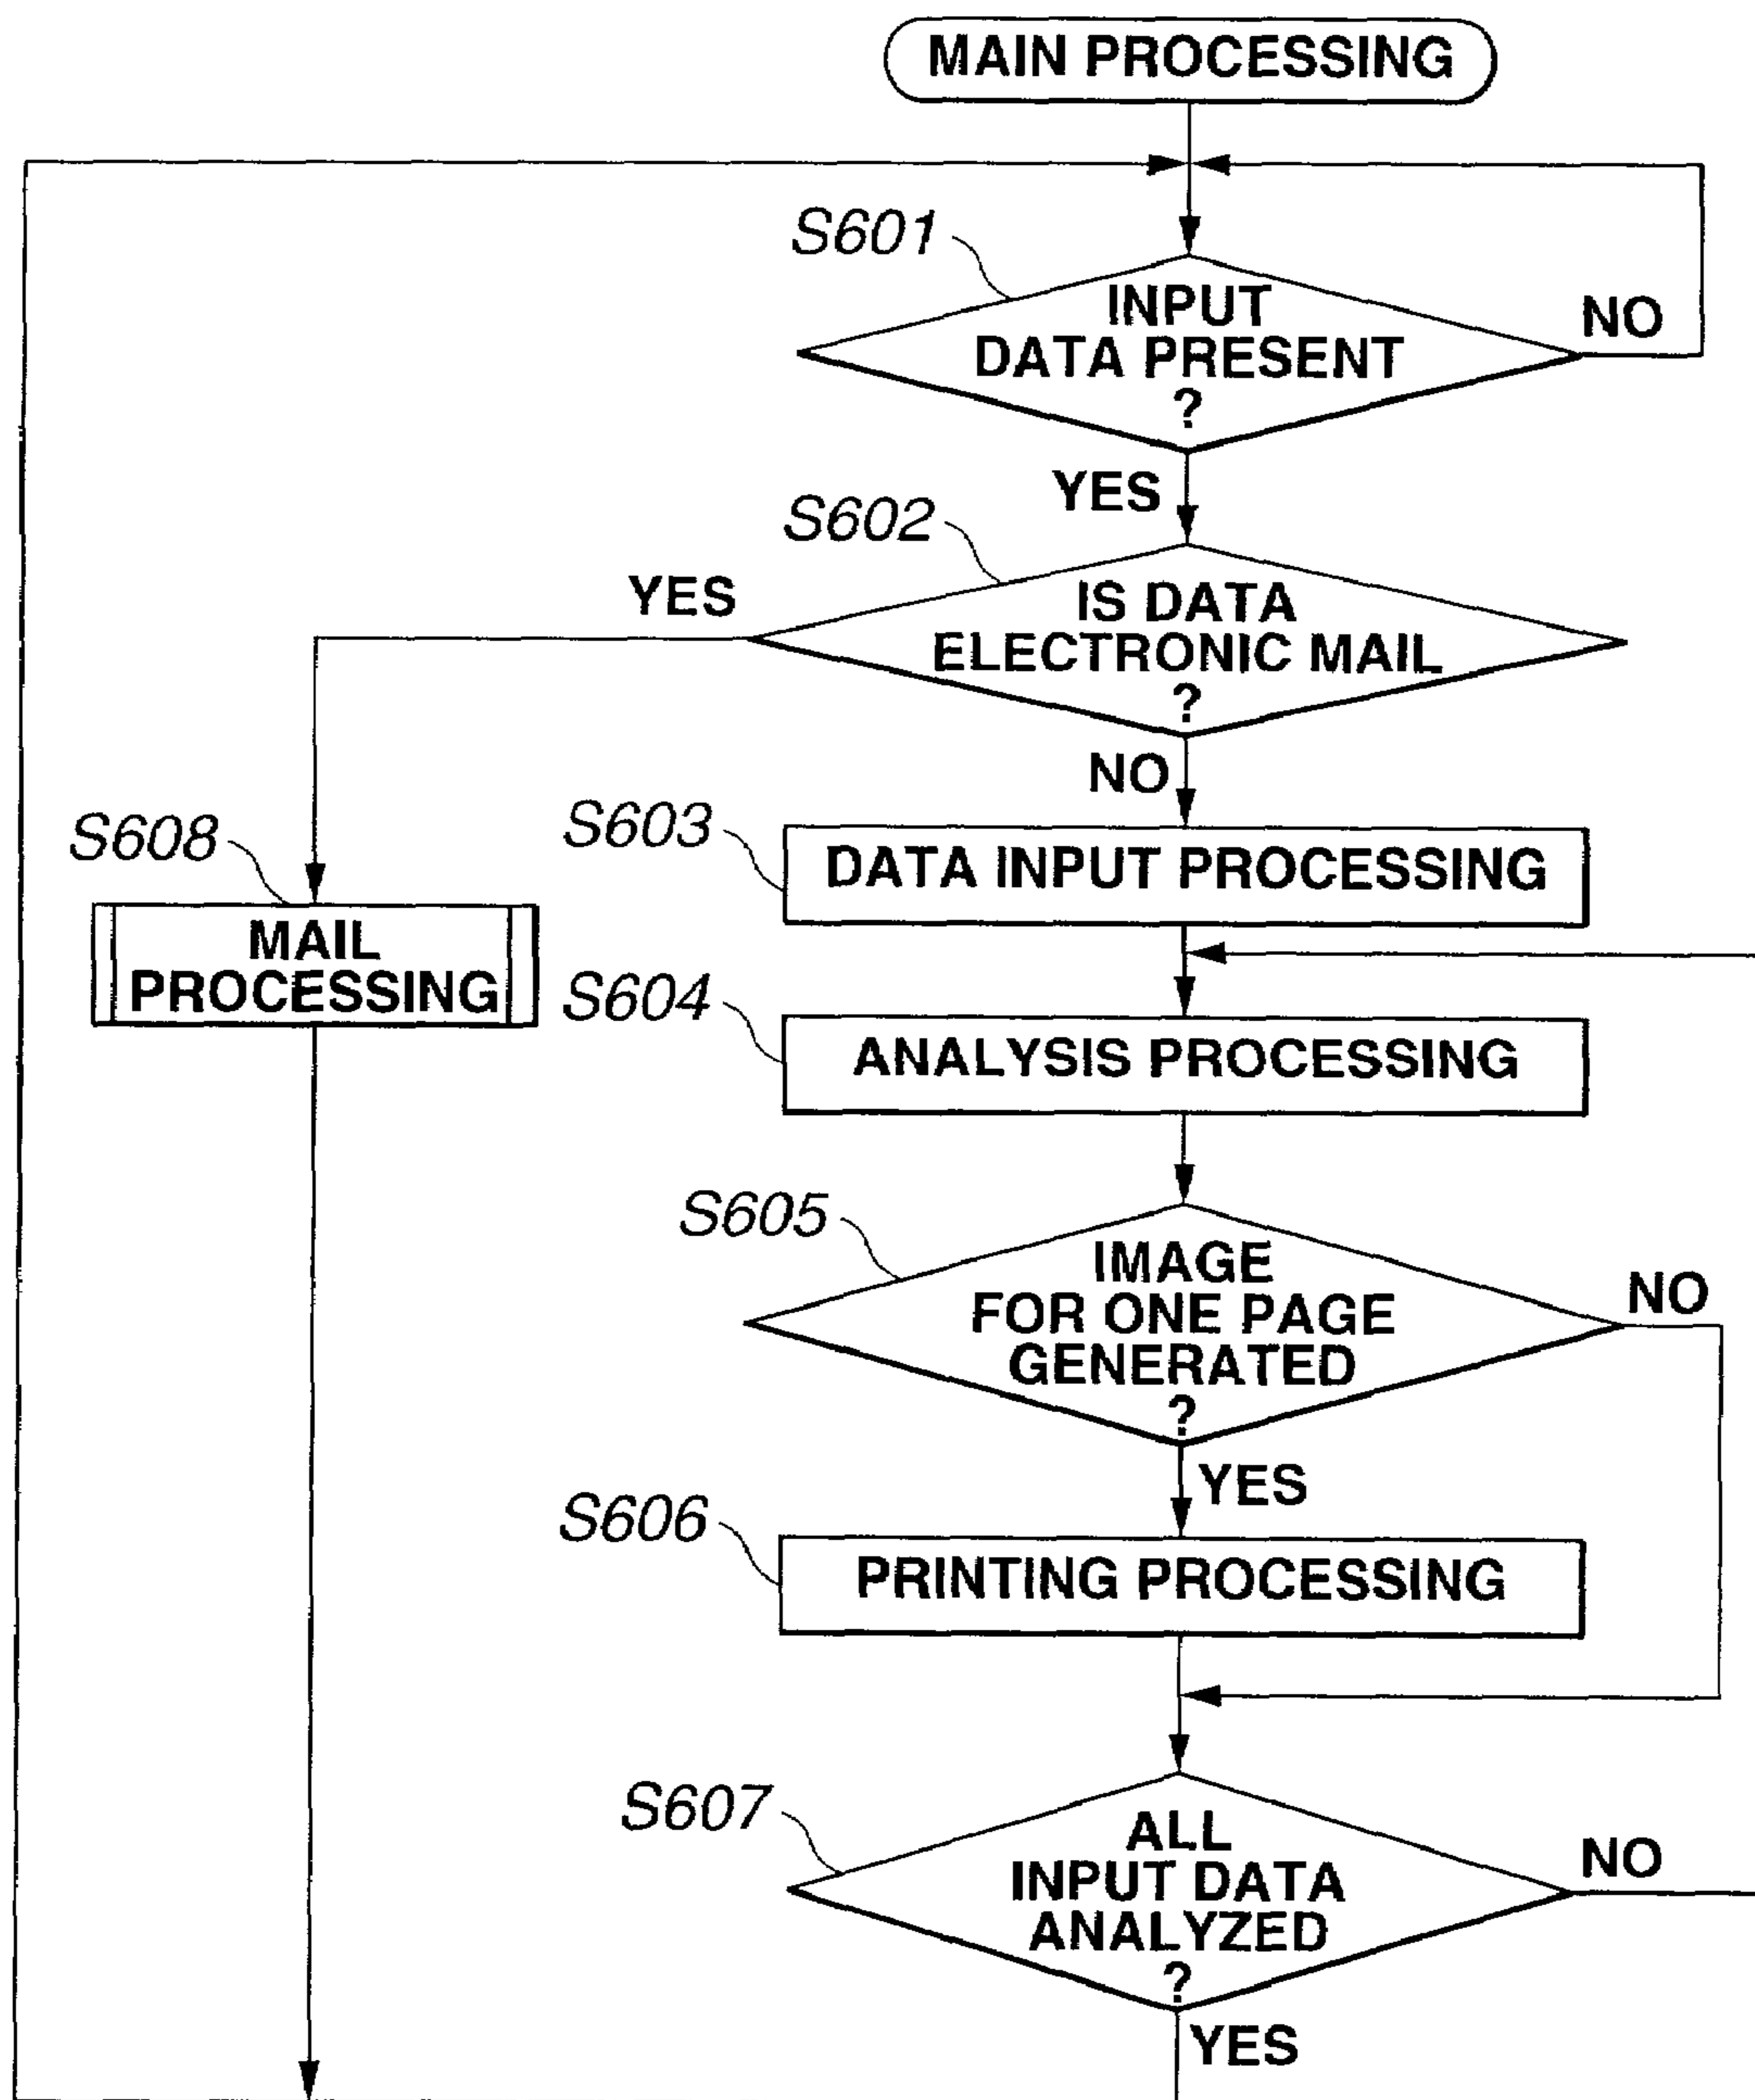 MAIN PROCESSING
S601
INPUT
DATA PRESENT
?
NO
YES
S602
IS DATA
ELECTRONIC MAIL
?
YES
NO
S603
DATA INPUT PROCESSING
S608
MAIL
PROCESSING
S604
ANALYSIS PROCESSING
S605
IMAGE
FOR ONE PAGE
GENERATED
?
NO
YES
S606
PRINTING PROCESSING
S607
ALL
INPUT DATA
ANALYZED
?
NO
YES